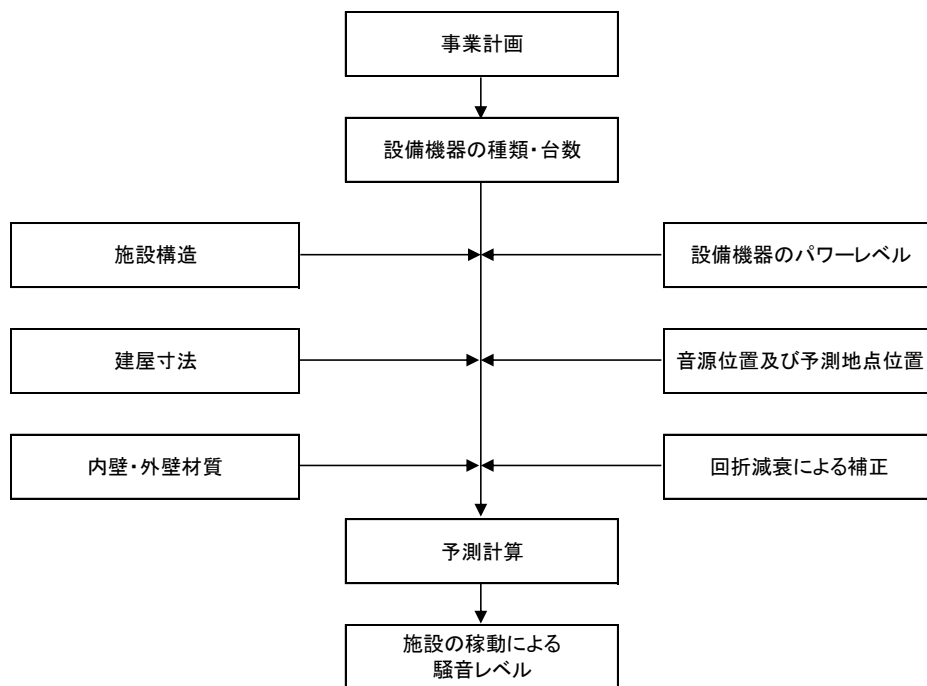 事業計画
設備機器の種類・台数
施設構造
設備機器のパワーレベル
建屋寸法
音源位置及び予測地点位置
内壁・外壁材質
回折減衰による補正
予測計算
施設の稼動による
騒音レベル